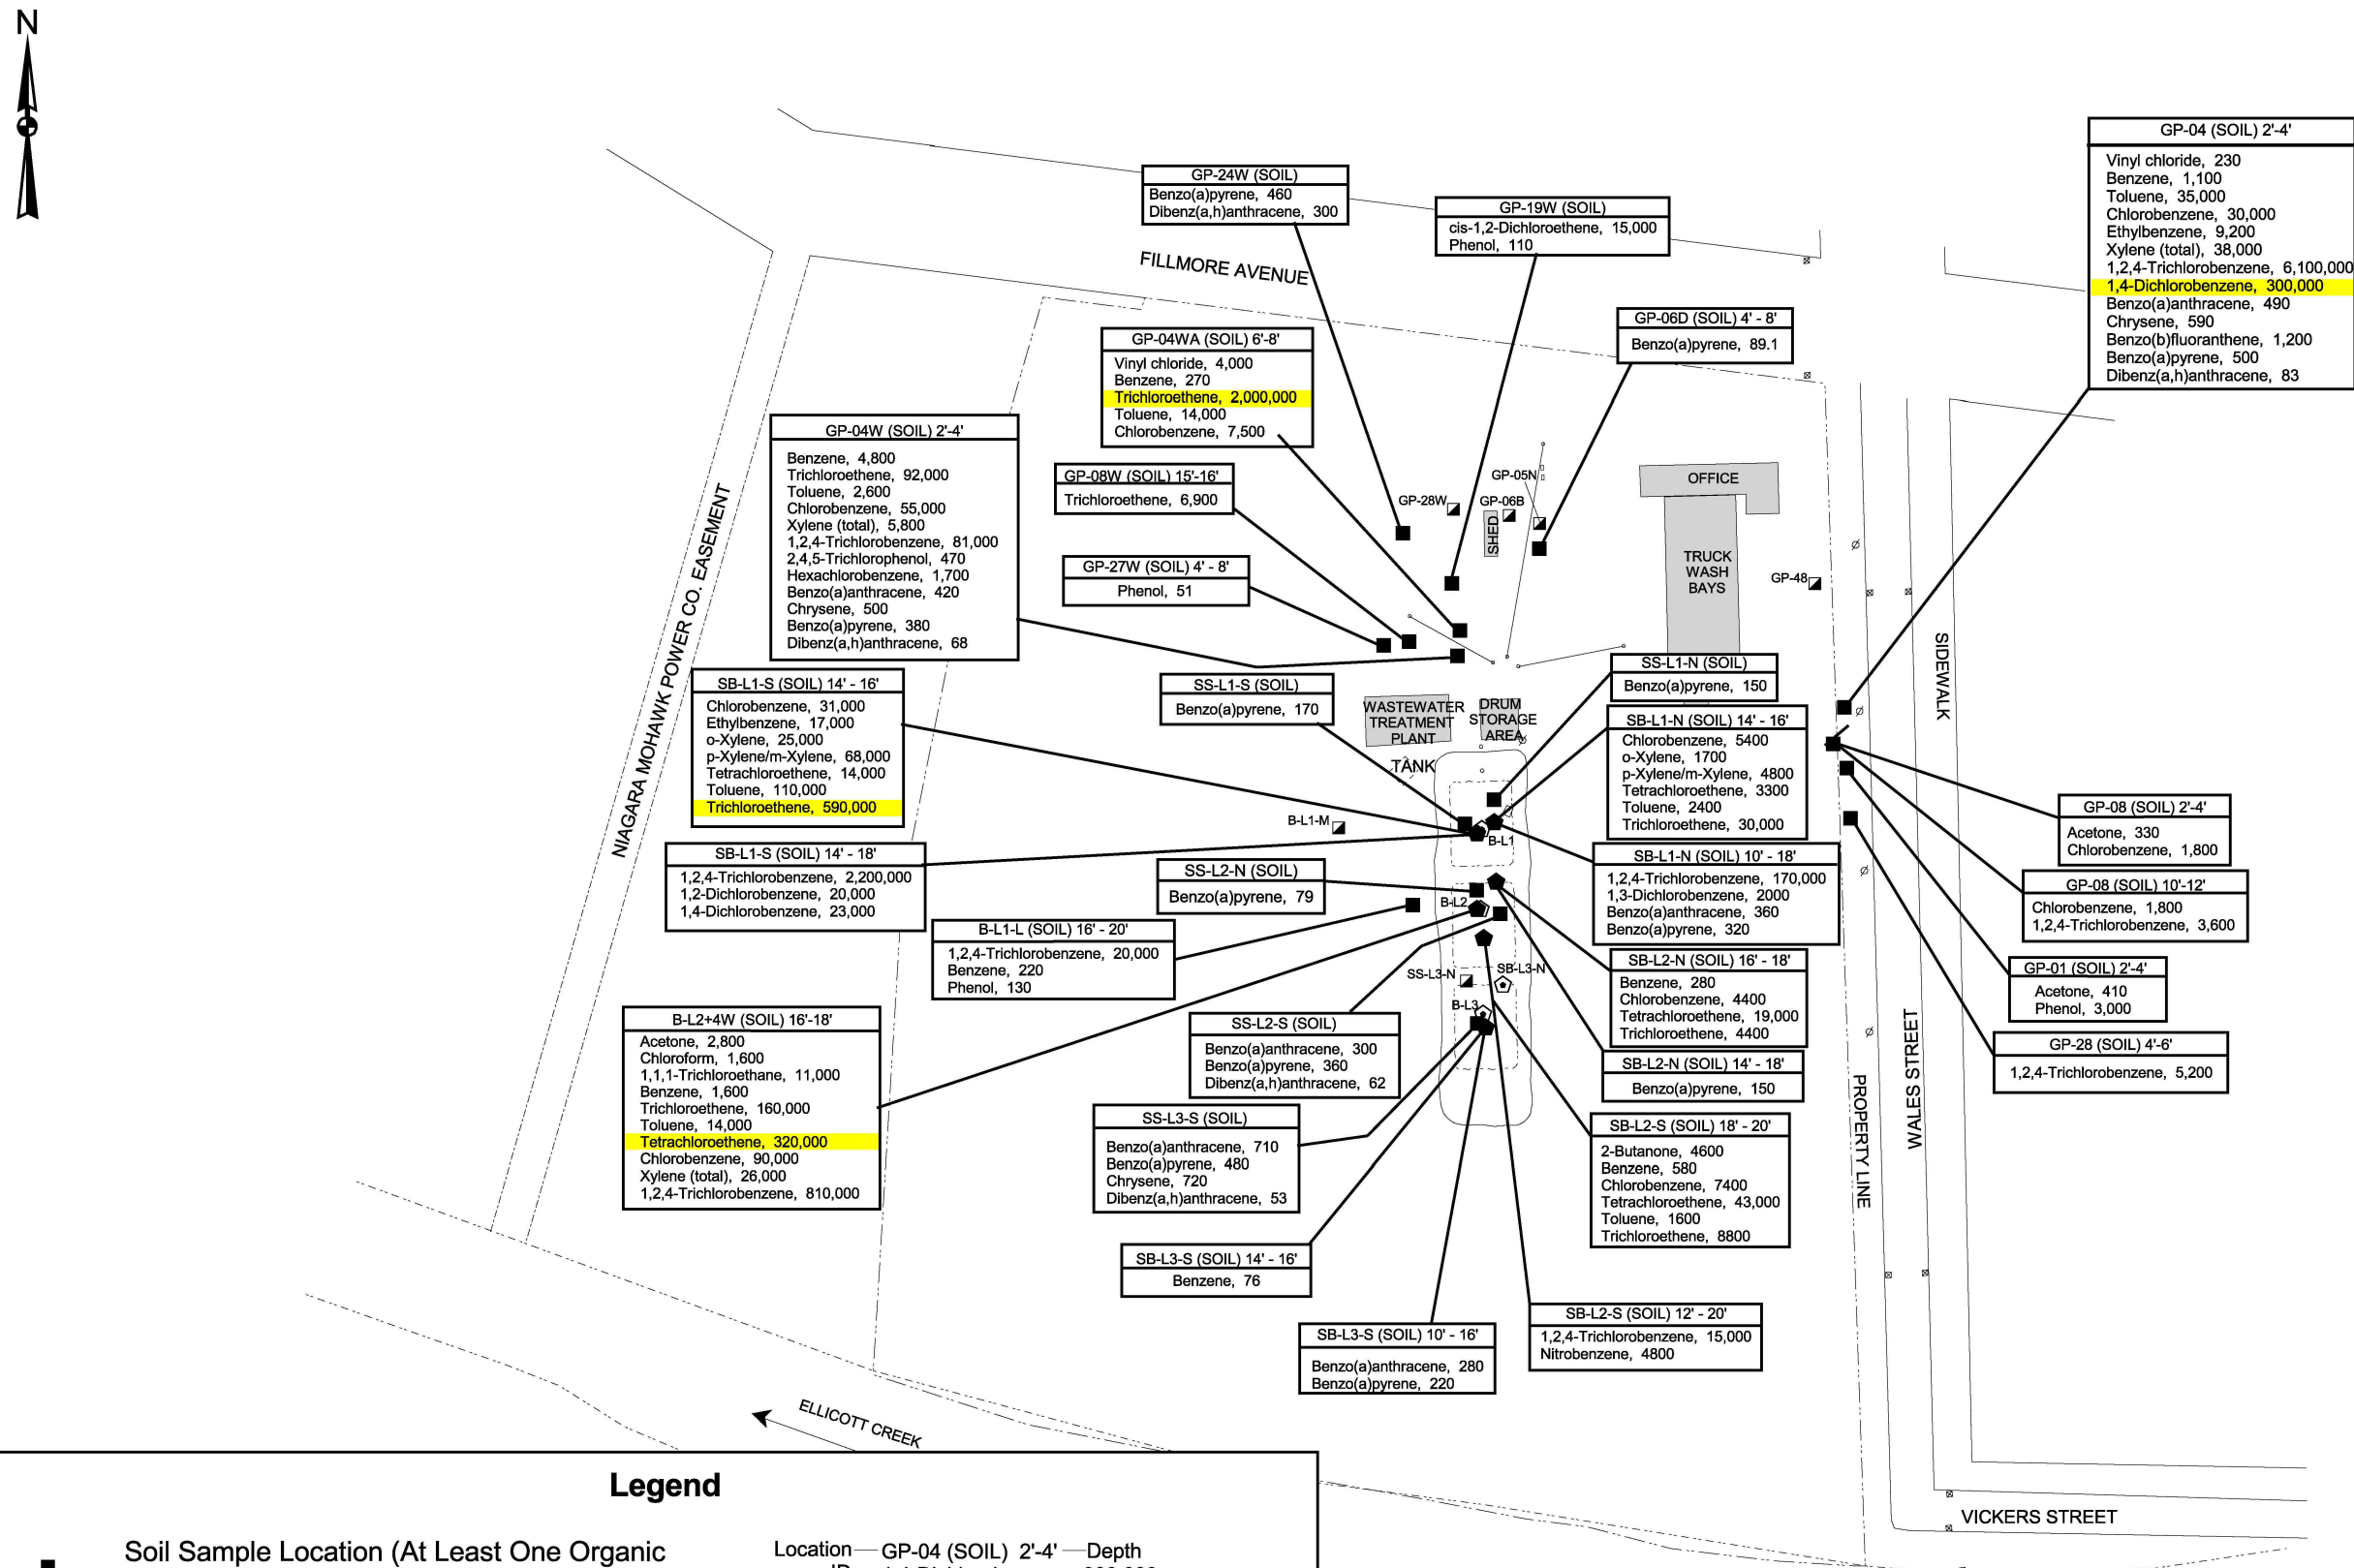 N
GP-04 (SOIL) 2'-4'
Vinyl chloride, 230
Benzene, 1,100
Toluene, 35,000
Chlorobenzene, 30,000
Ethylbenzene, 9,200
Xylene (total), 38,000
1,2,4-Trichlorobenzene, 6,100,000
1,4-Dichlorobenzene, 300,000
Benzo(a)anthracene, 490
Chrysene, 590
Benzo(b)fluoranthene, 1,200
Benzo(a)pyrene, 500
Dibenz(a,h)anthracene, 83
GP-24W (SOIL)
Benzo(a)pyrene, 460
Dibenz(a,h)anthracene, 300
GP-19W (SOIL)
cis-1,2-Dichloroethene, 15,000
Phenol, 110
FILLMORE AVENUE
GP-06D (SOIL) 4' - 8'
Benzo(a)pyrene, 89.1
GP-04WA (SOIL) 6'-8'
Vinyl chloride, 4,000
Benzene, 270
Trichloroethene, 2,000,000
Toluene, 14,000
Chlorobenzene, 7,500
GP-04W (SOIL) 2'-4'
Benzene, 4,800
Trichloroethene, 92,000
Toluene, 2,600
Chlorobenzene, 55,000
Xylene (total), 5,800
1,2,4-Trichlorobenzene, 81,000
2,4,5-Trichlorophenol, 470
Hexachlorobenzene, 1,700
Benzo(a)anthracene, 420
Chrysene, 500
Benzo(a)pyrene, 380
Dibenz(a,h)anthracene, 68
GP-08W (SOIL) 15'-16'
Trichloroethene, 6,900
GP-27W (SOIL) 4' - 8'
Phenol, 51
GP-28W
GP-06B
GP-05N
SHED
OFFICE
TRUCK
WASH
BAYS
GP-48
NIAGARA MOHAWK POWER CO. EASEMENT
SIDEWALK
SB-L1-S (SOIL) 14' - 16'
Chlorobenzene, 31,000
Ethylbenzene, 17,000
o-Xylene, 25,000
p-Xylene/m-Xylene, 68,000
Tetrachloroethene, 14,000
Toluene, 110,000
Trichloroethene, 590,000
SS-L1-S (SOIL)
Benzo(a)pyrene, 170
WASTEWATER
TREATMENT
PLANT
DRUM
STORAGE
AREA
TANK
SS-L1-N (SOIL)
Benzo(a)pyrene, 150
SB-L1-N (SOIL) 14' - 16'
Chlorobenzene, 5400
o-Xylene, 1700
p-Xylene/m-Xylene, 4800
Tetrachloroethene, 3300
Toluene, 2400
Trichloroethene, 30,000
B-L1-M
B-L1
SB-L1-S (SOIL) 14' - 18'
1,2,4-Trichlorobenzene, 2,200,000
1,2-Dichlorobenzene, 20,000
1,4-Dichlorobenzene, 23,000
SS-L2-N (SOIL)
Benzo(a)pyrene, 79
SB-L1-N (SOIL) 10' - 18'
1,2,4-Trichlorobenzene, 170,000
1,3-Dichlorobenzene, 2000
Benzo(a)anthracene, 360
Benzo(a)pyrene, 320
GP-08 (SOIL) 2'-4'
Acetone, 330
Chlorobenzene, 1,800
GP-08 (SOIL) 10'-12'
Chlorobenzene, 1,800
1,2,4-Trichlorobenzene, 3,600
B-L2
B-L1-L (SOIL) 16' - 20'
1,2,4-Trichlorobenzene, 20,000
Benzene, 220
Phenol, 130
SS-L3-N
SB-L3-N
B-L3
SB-L2-N (SOIL) 16' - 18'
Benzene, 280
Chlorobenzene, 4400
Tetrachloroethene, 19,000
Trichloroethene, 4400
GP-01 (SOIL) 2'-4'
Acetone, 410
Phenol, 3,000
B-L2+4W (SOIL) 16'-18'
Acetone, 2,800
Chloroform, 1,600
1,1,1-Trichloroethane, 11,000
Benzene, 1,600
Trichloroethene, 160,000
Toluene, 14,000
Tetrachloroethene, 320,000
Chlorobenzene, 90,000
Xylene (total), 26,000
1,2,4-Trichlorobenzene, 810,000
SS-L2-S (SOIL)
Benzo(a)anthracene, 300
Benzo(a)pyrene, 360
Dibenz(a,h)anthracene, 62
SB-L2-N (SOIL) 14' - 18'
Benzo(a)pyrene, 150
GP-28 (SOIL) 4'-6'
1,2,4-Trichlorobenzene, 5,200
PROPERTY LINE
WALES STREET
SS-L3-S (SOIL)
Benzo(a)anthracene, 710
Benzo(a)pyrene, 480
Chrysene, 720
Dibenz(a,h)anthracene, 53
SB-L2-S (SOIL) 18' - 20'
2-Butanone, 4600
Benzene, 580
Chlorobenzene, 7400
Tetrachloroethene, 43,000
Toluene, 1600
Trichloroethene, 8800
SB-L3-S (SOIL) 14' - 16'
Benzene, 76
SB-L3-S (SOIL) 10' - 16'
Benzo(a)anthracene, 280
Benzo(a)pyrene, 220
SB-L2-S (SOIL) 12' - 20'
1,2,4-Trichlorobenzene, 15,000
Nitrobenzene, 4800
ELLICOTT CREEK
VICKERS STREET
Legend
Soil Sample Location (At Least One Organic
Location GP-04 (SOIL) 2'-4' Depth